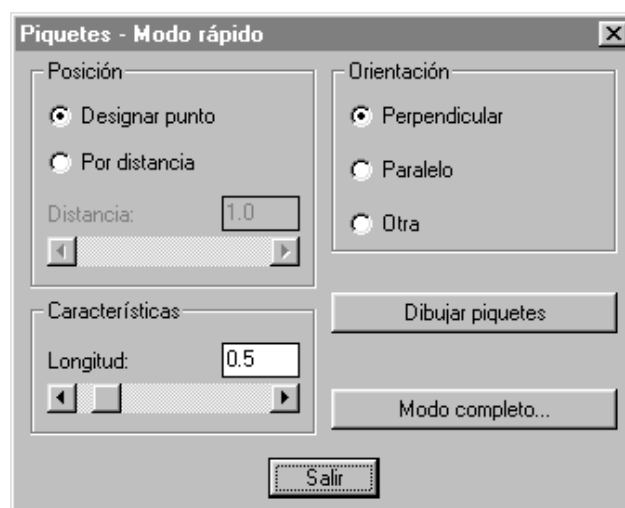 Piquetes - Modo rápido
Posición
Designar punto
Por distancia
Distancia: 1.0
Características
Longitud: 0.5
Orientación
Perpendicular
Paralelo
Otra
Dibujar piquetes
Modo completo...
Salir